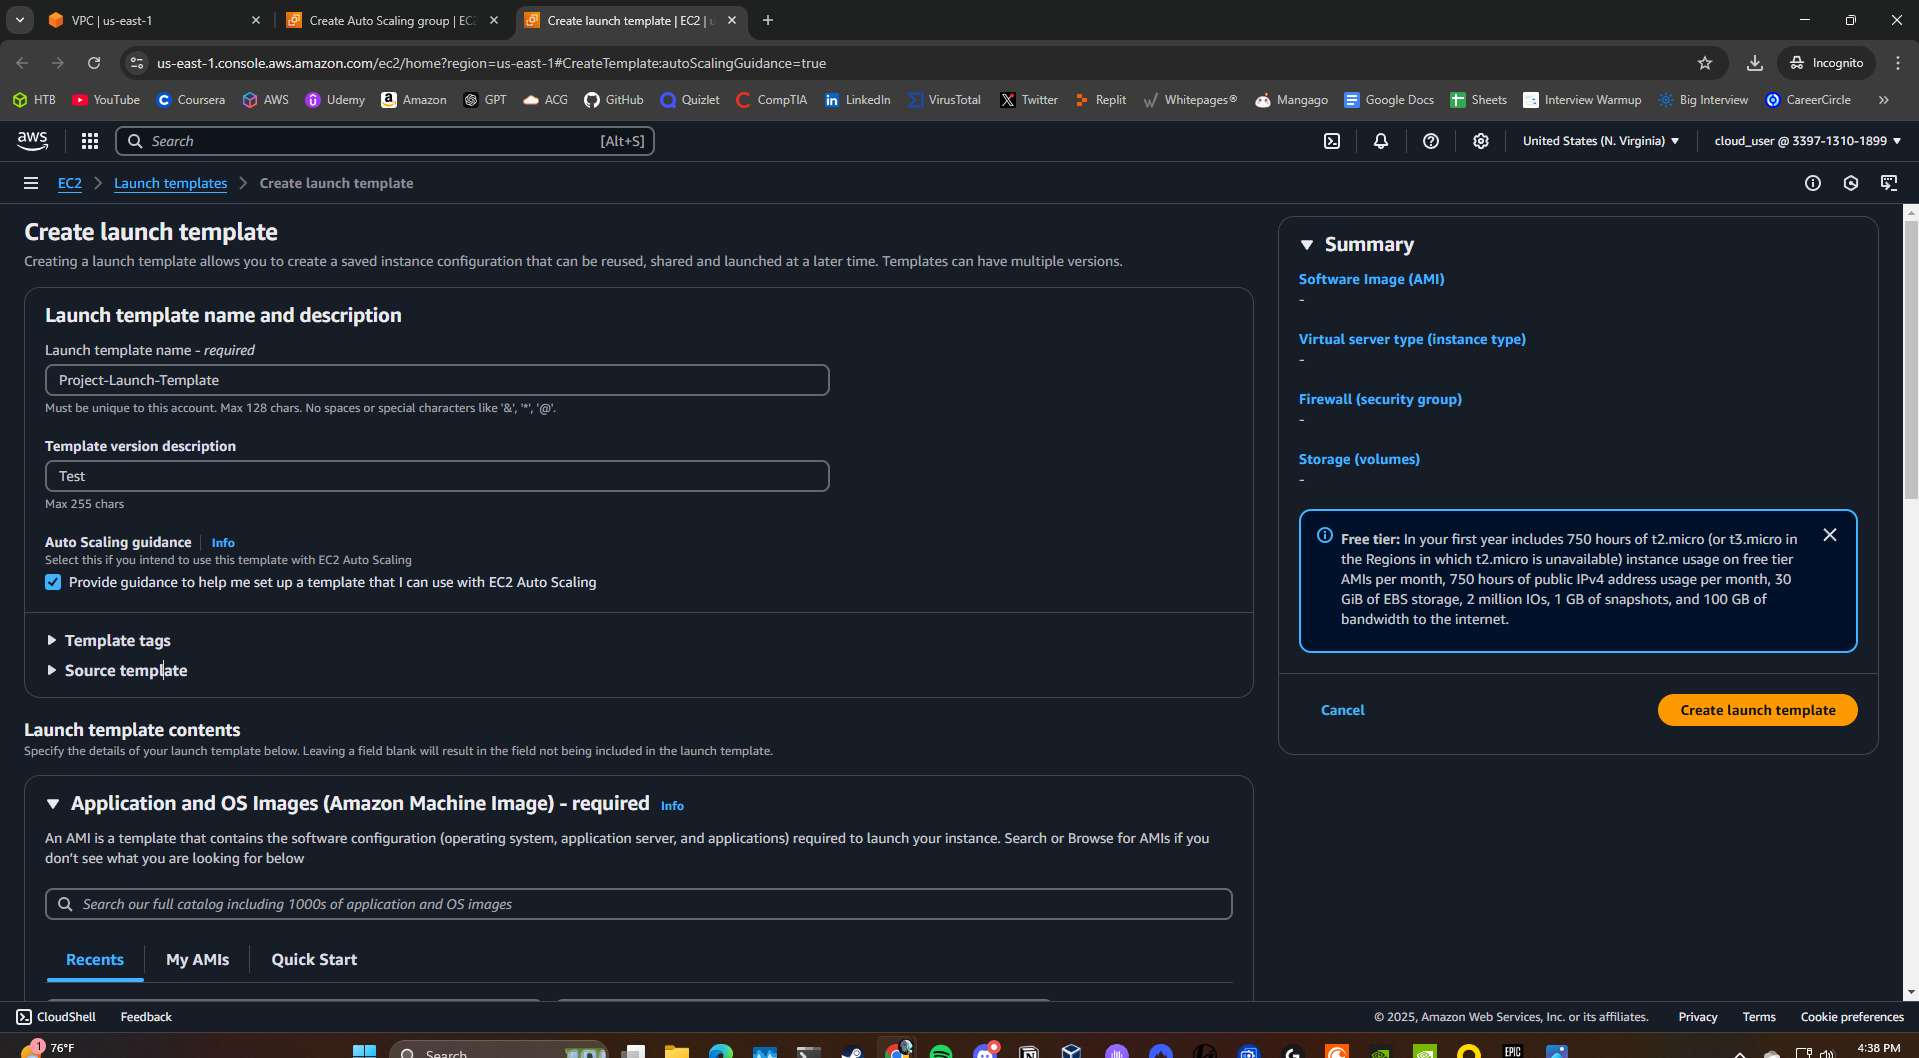 VPC | us-east-1
Create Auto Scaling group | EC2
Create launch template | EC2 | u
us-east-1.console.aws.amazon.com/ec2/home?region=us-east-1#CreateTemplate:autoScalingGuidance=true
Incognito
HTB YouTube Coursera AWS Udemy Amazon GPT ACG GitHub Quizlet CompTIA LinkedIn VirusTotal Twitter Replit Whitepages® Mangago Google Docs Sheets Interview Warmup Big Interview CareerCircle
aws Search [Alt+S] United States (N. Virginia) cloud_user @ 3397-1310-1899
EC2 Launch templates Create launch template
Create launch template
Creating a launch template allows you to create a saved instance configuration that can be reused, shared and launched at a later time. Templates can have multiple versions.
Launch template name and description
Launch template name - required
Project-Launch-Template
Must be unique to this account. Max 128 chars. No spaces or special characters like '&', '*', '@'.
Template version description
Test
Max 255 chars
Auto Scaling guidance Info
Select this if you intend to use this template with EC2 Auto Scaling
Provide guidance to help me set up a template that I can use with EC2 Auto Scaling
Template tags
Source template
Launch template contents
Specify the details of your launch template below. Leaving a field blank will result in the field not being included in the launch template.
Application and OS Images (Amazon Machine Image) - required Info
An AMI is a template that contains the software configuration (operating system, application server, and applications) required to launch your instance. Search or Browse for AMIs if you
don't see what you are looking for below
Search our full catalog including 1000s of application and OS images
Recents My AMIs Quick Start
Summary
Software Image (AMI)
-
Virtual server type (instance type)
-
Firewall (security group)
-
Storage (volumes)
-
Free tier: In your first year includes 750 hours of t2.micro (or t3.micro in
the Regions in which t2.micro is unavailable) instance usage on free tier
AMIs per month, 750 hours of public IPv4 address usage per month, 30
GiB of EBS storage, 2 million IOs, 1 GB of snapshots, and 100 GB of
bandwidth to the internet.
Cancel Create launch template
CloudShell Feedback © 2025, Amazon Web Services, Inc. or its affiliates. Privacy Terms Cookie preferences
1 76°F Search EPIC 4:38 PM